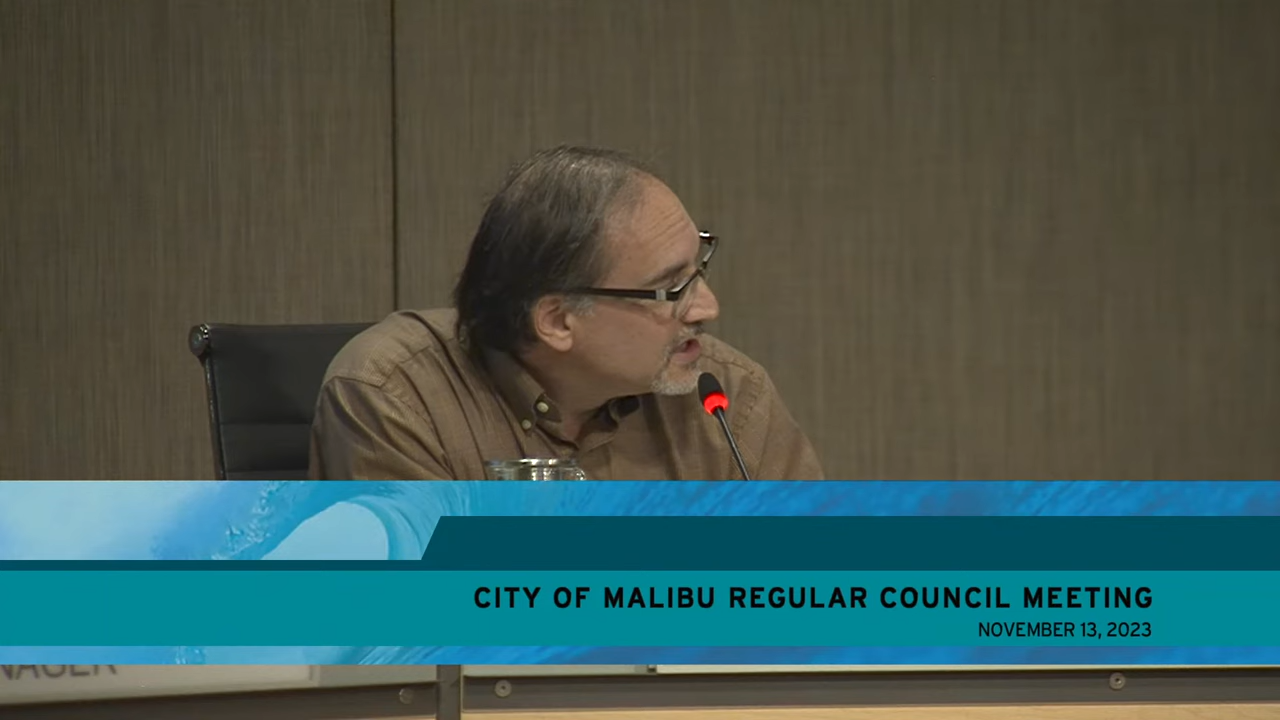 CITY OF MALIBU REGULAR COUNCIL MEETING
NOVEMBER 13, 2023